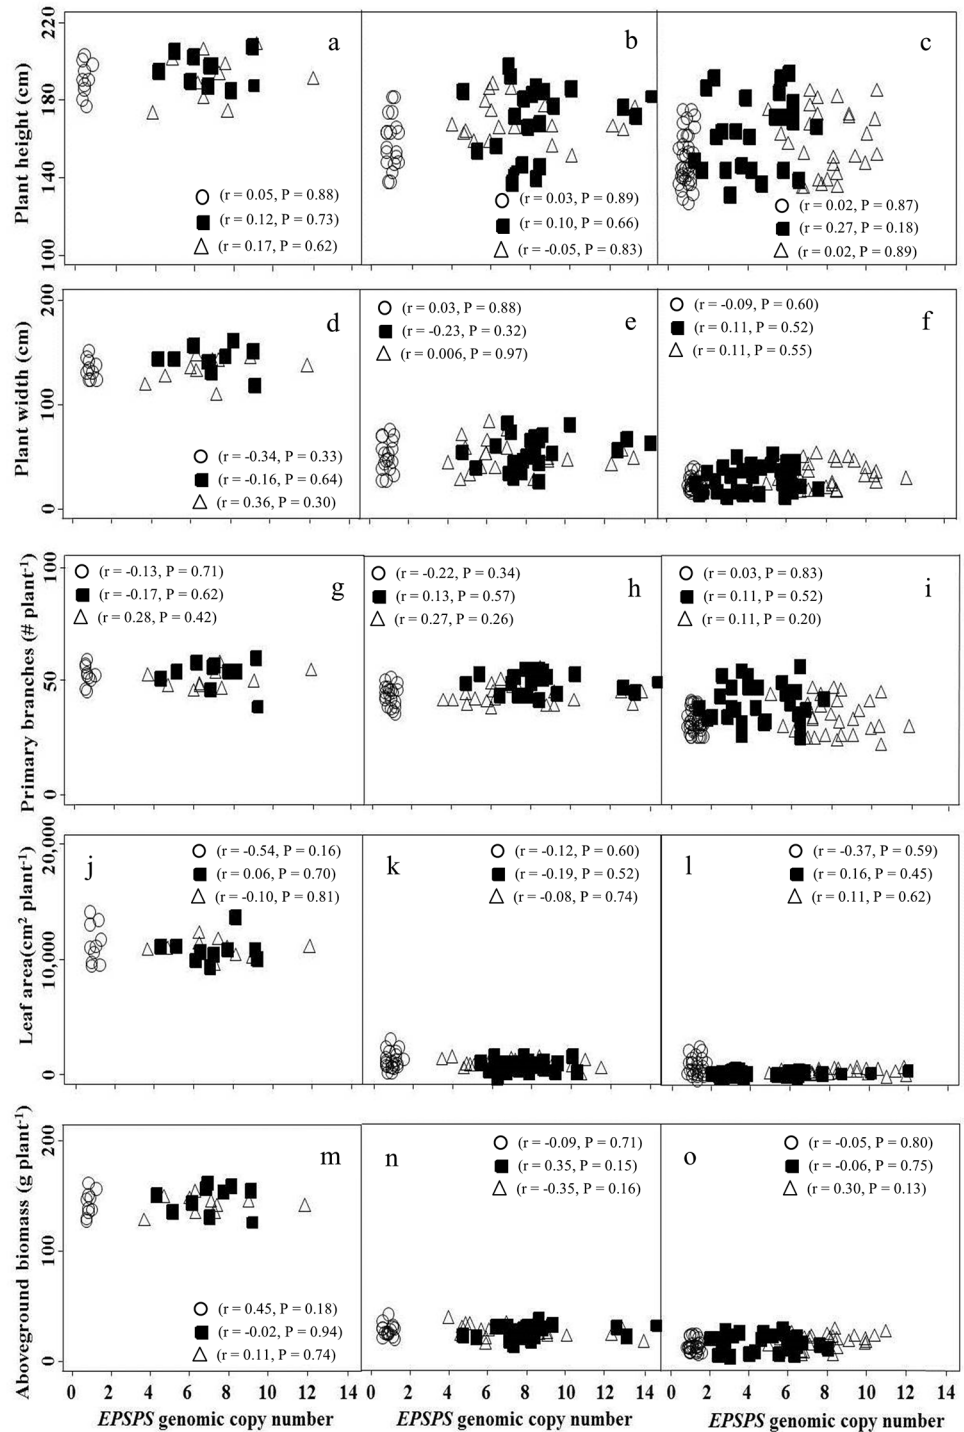 Plant height (cm)
220
180
140
100
a
(r = 0.05, P = 0.88)
(r = 0.12, P = 0.73)
(r = 0.17, P = 0.62)
b
(r = 0.03, P = 0.89)
(r = 0.10, P = 0.66)
(r = -0.05, P = 0.83)
c
(r = 0.02, P = 0.87)
(r = 0.27, P = 0.18)
(r = 0.02, P = 0.89)
Plant width (cm)
200
100
0
d
(r = -0.34, P = 0.33)
(r = -0.16, P = 0.64)
(r = 0.36, P = 0.30)
(r = 0.03, P = 0.88)
(r = -0.23, P = 0.32)
(r = 0.006, P = 0.97)
e
(r = -0.09, P = 0.60)
(r = 0.11, P = 0.52)
(r = 0.11, P = 0.55)
f
Primary branches (# plant⁻¹)
100
50
0
(r = -0.13, P = 0.71)
(r = -0.17, P = 0.62)
(r = 0.28, P = 0.42)
g
(r = -0.22, P = 0.34)
(r = 0.13, P = 0.57)
(r = 0.27, P = 0.26)
h
(r = 0.03, P = 0.83)
(r = 0.11, P = 0.52)
(r = 0.11, P = 0.20)
i
Leaf area(cm² plant⁻¹)
20,000
10,000
0
j
(r = -0.54, P = 0.16)
(r = 0.06, P = 0.70)
(r = -0.10, P = 0.81)
k
(r = -0.12, P = 0.60)
(r = -0.19, P = 0.52)
(r = -0.08, P = 0.74)
l
(r = -0.37, P = 0.59)
(r = 0.16, P = 0.45)
(r = 0.11, P = 0.62)
Aboveground biomass (g plant⁻¹)
200
100
0
m
(r = 0.45, P = 0.18)
(r = -0.02, P = 0.94)
(r = 0.11, P = 0.74)
n
(r = -0.09, P = 0.71)
(r = 0.35, P = 0.15)
(r = -0.35, P = 0.16)
o
(r = -0.05, P = 0.80)
(r = -0.06, P = 0.75)
(r = 0.30, P = 0.13)
0 2 4 6 8 10 12 14
0 2 4 6 8 10 12 14
0 2 4 6 8 10 12 14
EPSPS genomic copy number
EPSPS genomic copy number
EPSPS genomic copy number